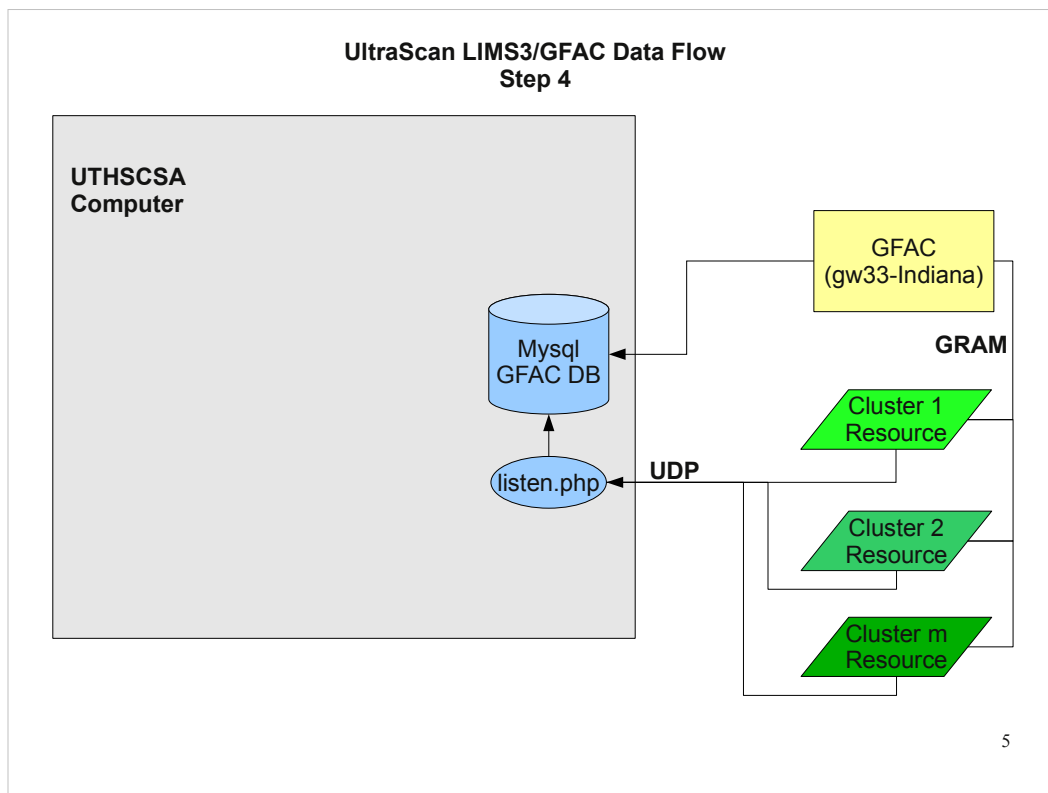 UltraScan LIMS3/GFAC Data Flow
Step 4
UTHSCSA
Computer
GFAC
(gw33-Indiana)
Mysql
GFAC DB
GRAM
Cluster 1
Resource
listen.php
UDP
Cluster 2
Resource
Cluster m
Resource
5